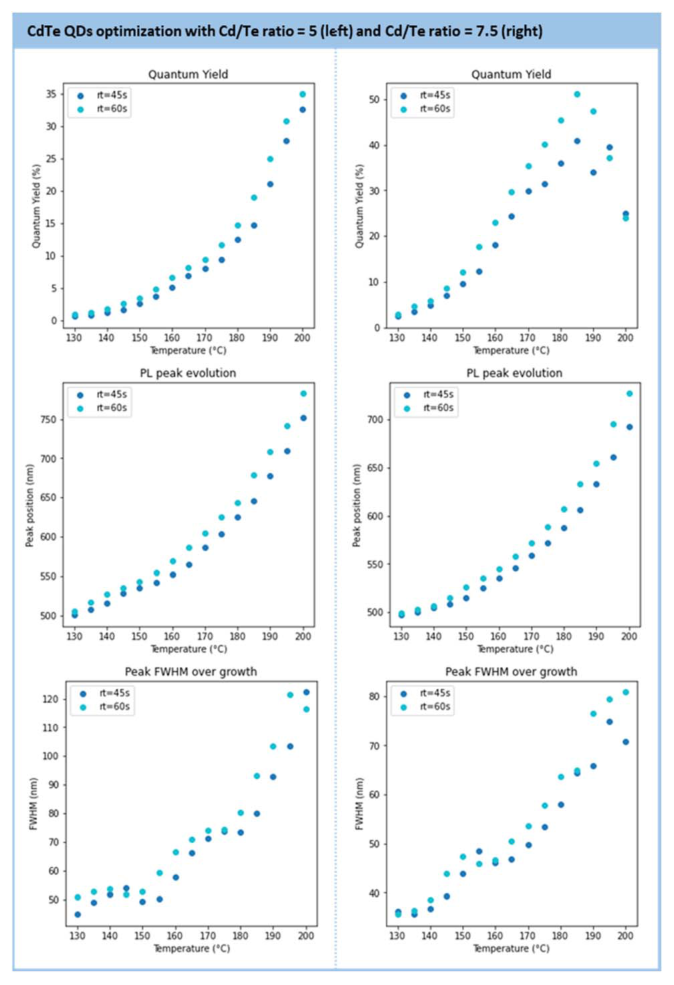 CdTe QDs optimization with Cd/Te ratio = 5 (left) and Cd/Te ratio = 7.5 (right)
Quantum Yield
rt=45s
rt=60s
Quantum Yield (%)
35
30
25
20
15
10
5
0
130 140 150 160 170 180 190 200
Temperature (°C)
Quantum Yield
rt=45s
rt=60s
Quantum Yield (%)
50
40
30
20
10
0
130 140 150 160 170 180 190 200
Temperature (°C)
PL peak evolution
rt=45s
rt=60s
Peak position (nm)
750
700
650
600
550
500
130 140 150 160 170 180 190 200
Temperature (°C)
PL peak evolution
rt=45s
rt=60s
Peak position (nm)
700
650
600
550
500
130 140 150 160 170 180 190 200
Temperature (°C)
Peak FWHM over growth
rt=45s
rt=60s
FWHM (nm)
120
110
100
90
80
70
60
50
130 140 150 160 170 180 190 200
Temperature (°C)
Peak FWHM over growth
rt=45s
rt=60s
FWHM (nm)
80
70
60
50
40
130 140 150 160 170 180 190 200
Temperature (°C)